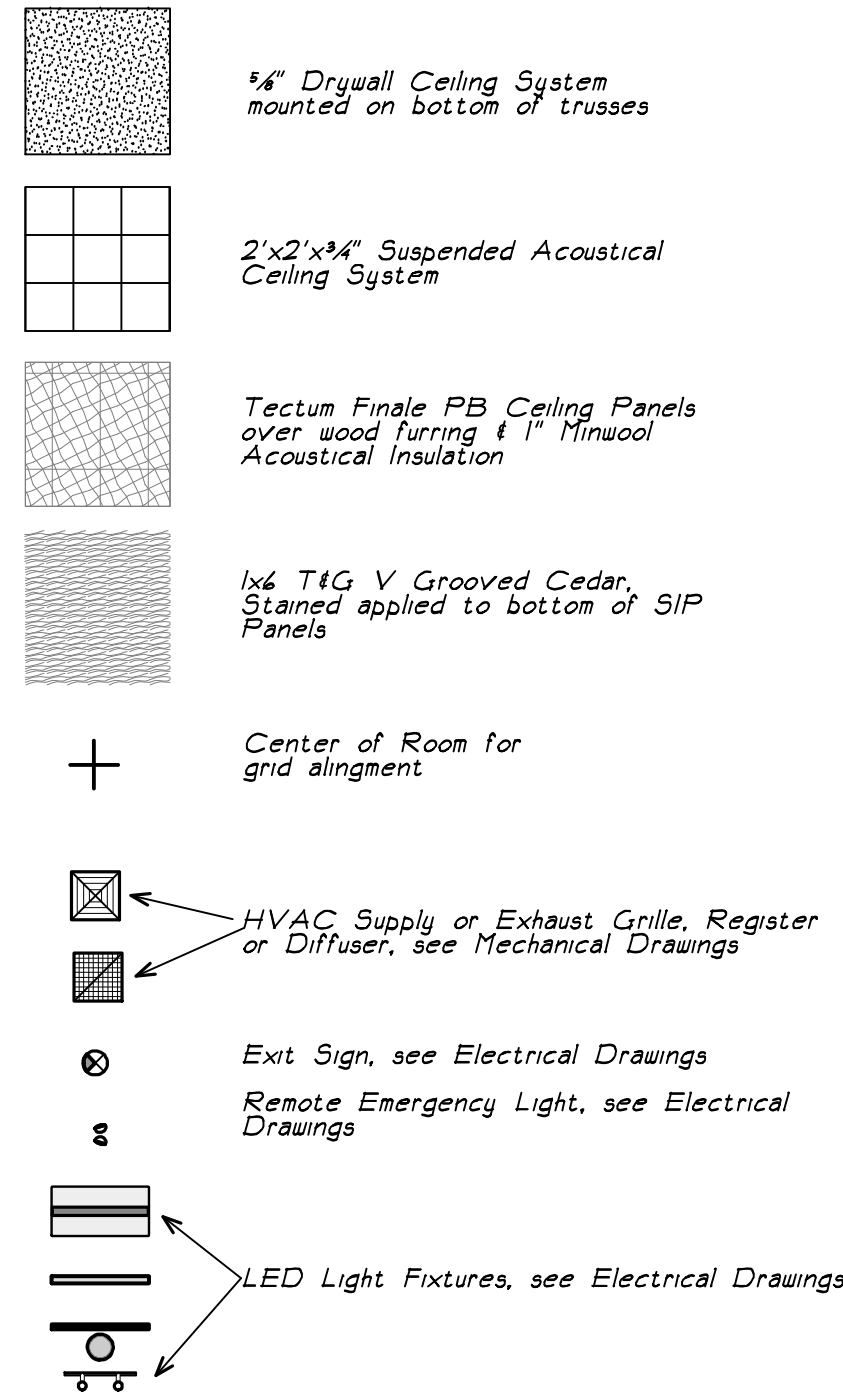 5/8" Drywall Ceiling System
mounted on bottom of trusses
2'x2'x3/4" Suspended Acoustical
Ceiling System
Tectum Finale PB Ceiling Panels
over wood furring & 1" Minwool
Acoustical Insulation
1x6 T&G V Grooved Cedar,
Stained applied to bottom of SIP
Panels
Center of Room for
grid alingment
HVAC Supply or Exhaust Grille, Register
or Diffuser, see Mechanical Drawings
Exit Sign, see Electrical Drawings
Remote Emergency Light, see Electrical
Drawings
LED Light Fixtures, see Electrical Drawings